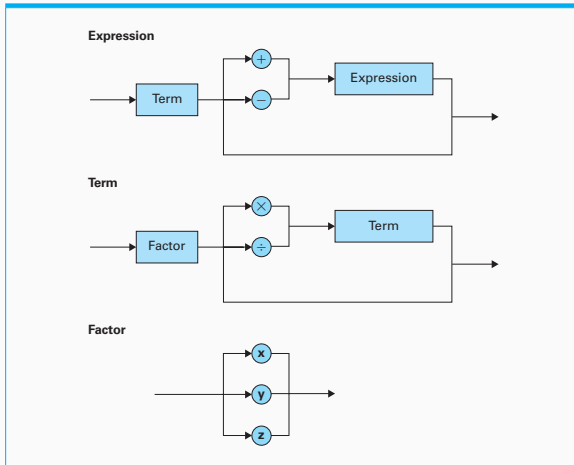 Expression
+
Expression
Term
−
Term
×
Term
Factor
÷
Factor
x
y
z